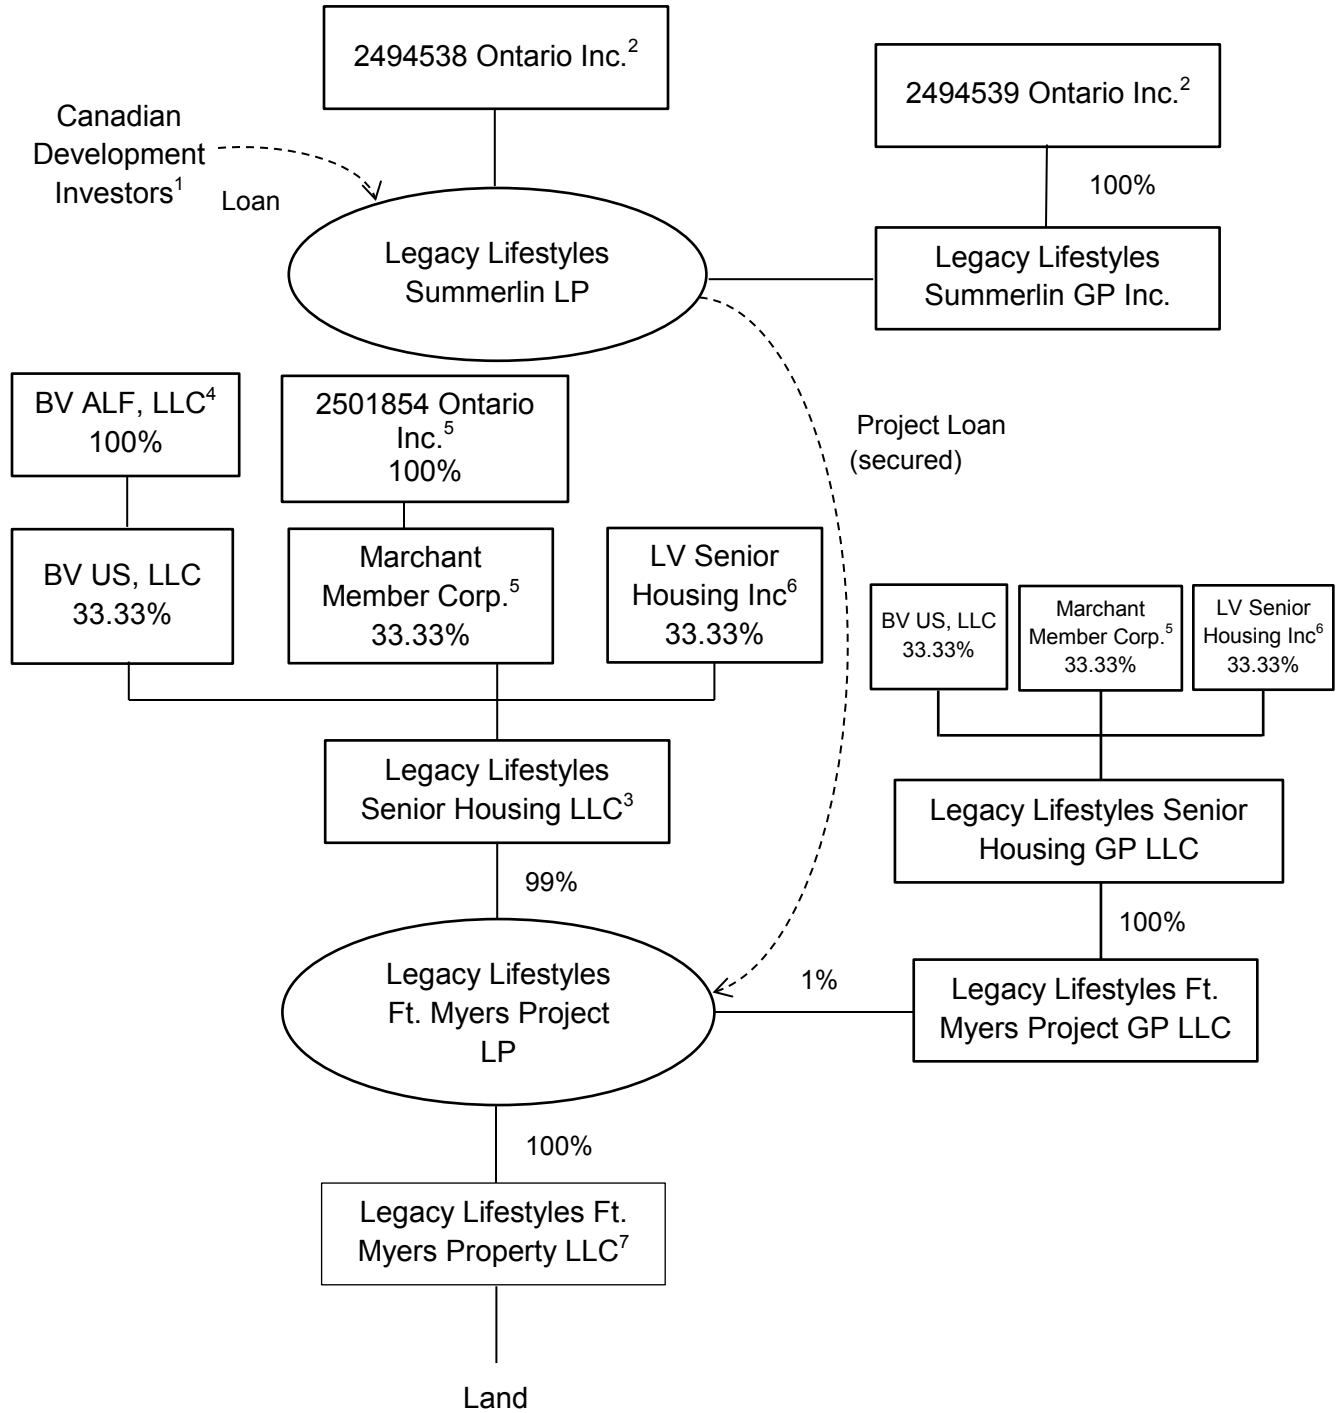 2494538 Ontario Inc.²
2494539 Ontario Inc.²
Canadian
Development
Investors¹
Loan
100%
Legacy Lifestyles
Summerlin LP
Legacy Lifestyles
Summerlin GP Inc.
BV ALF, LLC⁴
100%
2501854 Ontario
Inc.⁵
100%
Project Loan
(secured)
BV US, LLC
33.33%
Marchant
Member Corp.⁵
33.33%
LV Senior
Housing Inc⁶
33.33%
BV US, LLC
33.33%
Marchant
Member Corp.⁵
33.33%
LV Senior
Housing Inc⁶
33.33%
Legacy Lifestyles
Senior Housing LLC³
Legacy Lifestyles Senior
Housing GP LLC
99%
100%
Legacy Lifestyles
Ft. Myers Project
LP
1%
Legacy Lifestyles Ft.
Myers Project GP LLC
100%
Legacy Lifestyles Ft.
Myers Property LLC⁷
Land